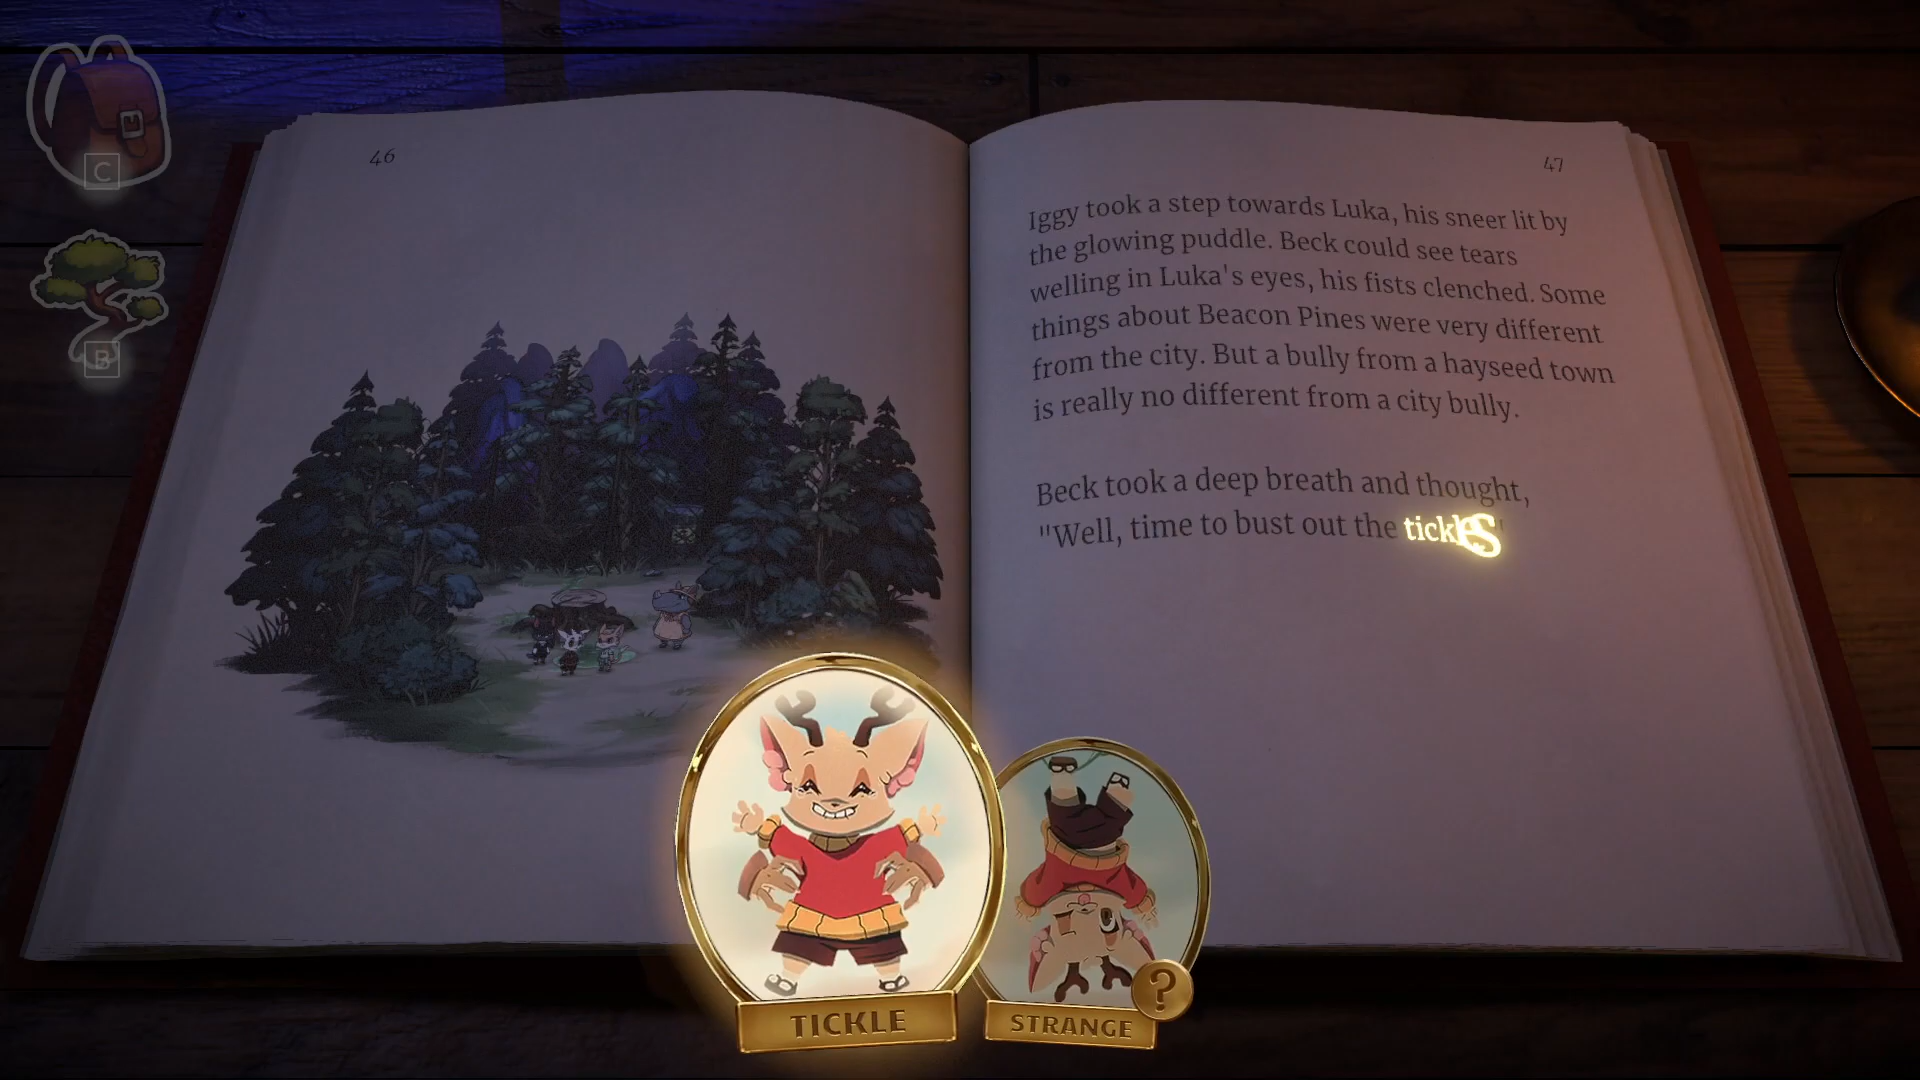 C
B
46
47
Iggy took a step towards Luka, his sneer lit by
the glowing puddle. Beck could see tears
welling in Luka's eyes, his fists clenched. Some
things about Beacon Pines were very different
from the city. But a bully from a hayseed town
is really no different from a city bully.
Beck took a deep breath and thought,
"Well, time to bust out the tickles"
TICKLE
STRANGE
?